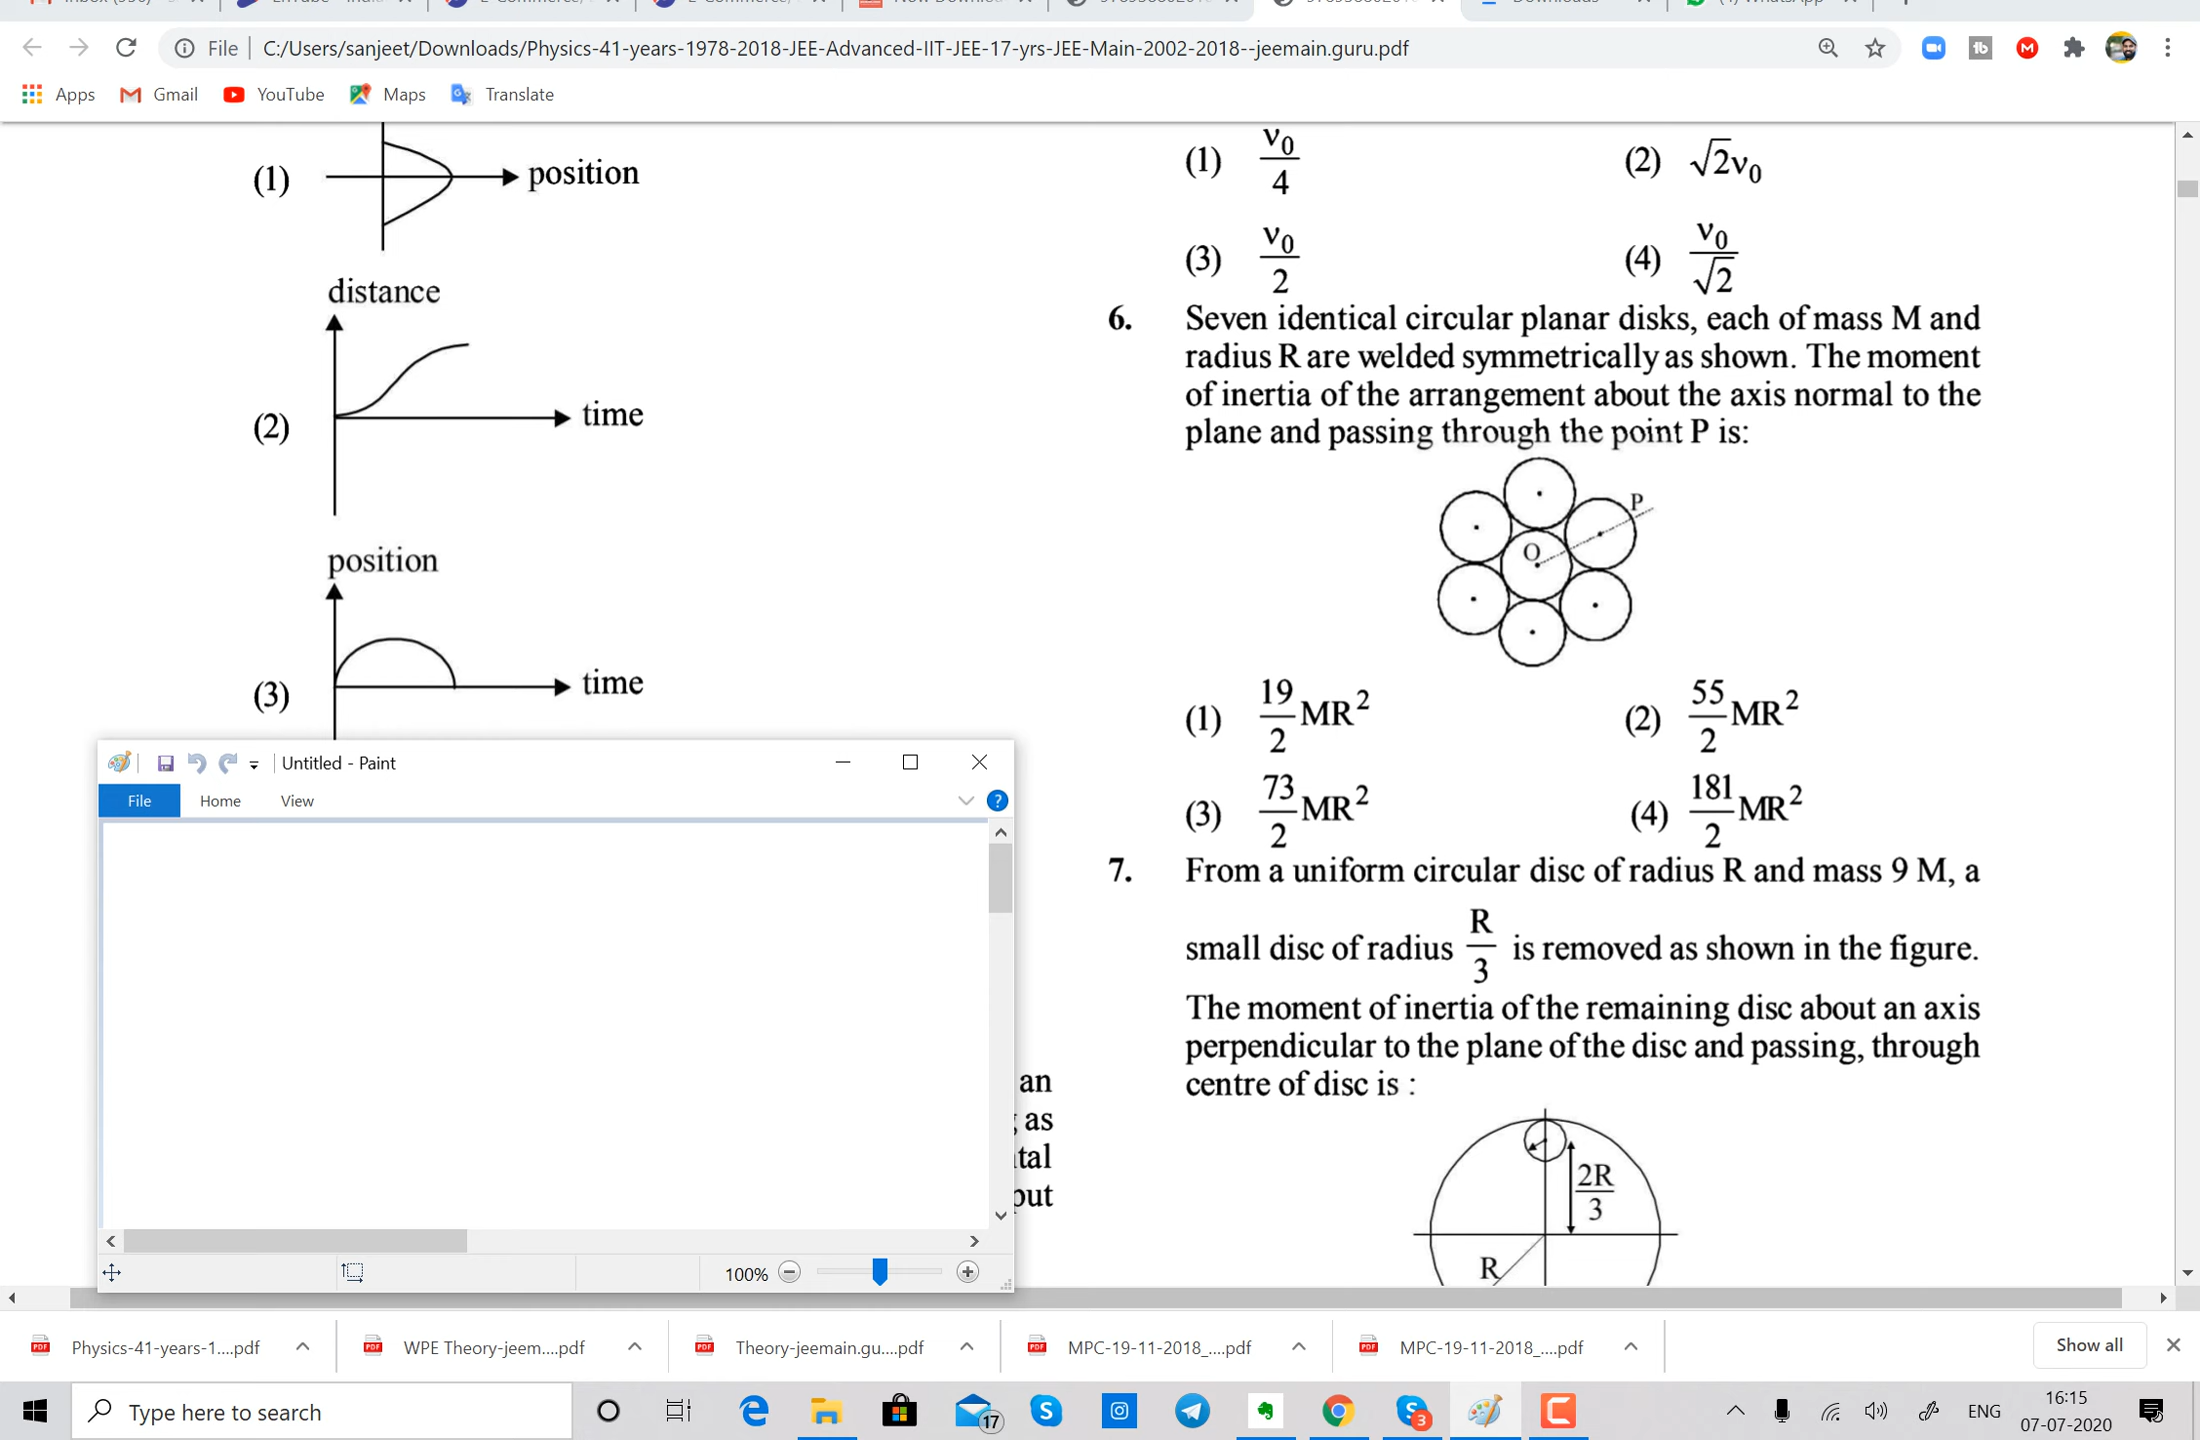 File
C:/Users/sanjeet/Downloads/Physics-41-years-1978-2018-JEE-Advanced-IIT-JEE-17-yrs-JEE-Main-2002-2018--jeemain.guru.pdf
Apps Gmail YouTube Maps Translate
(1)
position
distance
(2)
time
position
(3)
time
Untitled - Paint
File Home View
100%
an
as
tal
put
(1) ν0/4 (2) √2ν0
(3) ν0/2 (4) ν0/√2
6. Seven identical circular planar disks, each of mass M and
radius R are welded symmetrically as shown. The moment
of inertia of the arrangement about the axis normal to the
plane and passing through the point P is:
P
O
(1) 19/2 MR² (2) 55/2 MR²
(3) 73/2 MR² (4) 181/2 MR²
7. From a uniform circular disc of radius R and mass 9 M, a
small disc of radius R/3 is removed as shown in the figure.
The moment of inertia of the remaining disc about an axis
perpendicular to the plane of the disc and passing, through
centre of disc is :
2R/3
R
Physics-41-years-1....pdf WPE Theory-jeem....pdf Theory-jeemain.gu....pdf MPC-19-11-2018_....pdf MPC-19-11-2018_....pdf Show all
Type here to search
17
3
ENG
16:15
07-07-2020